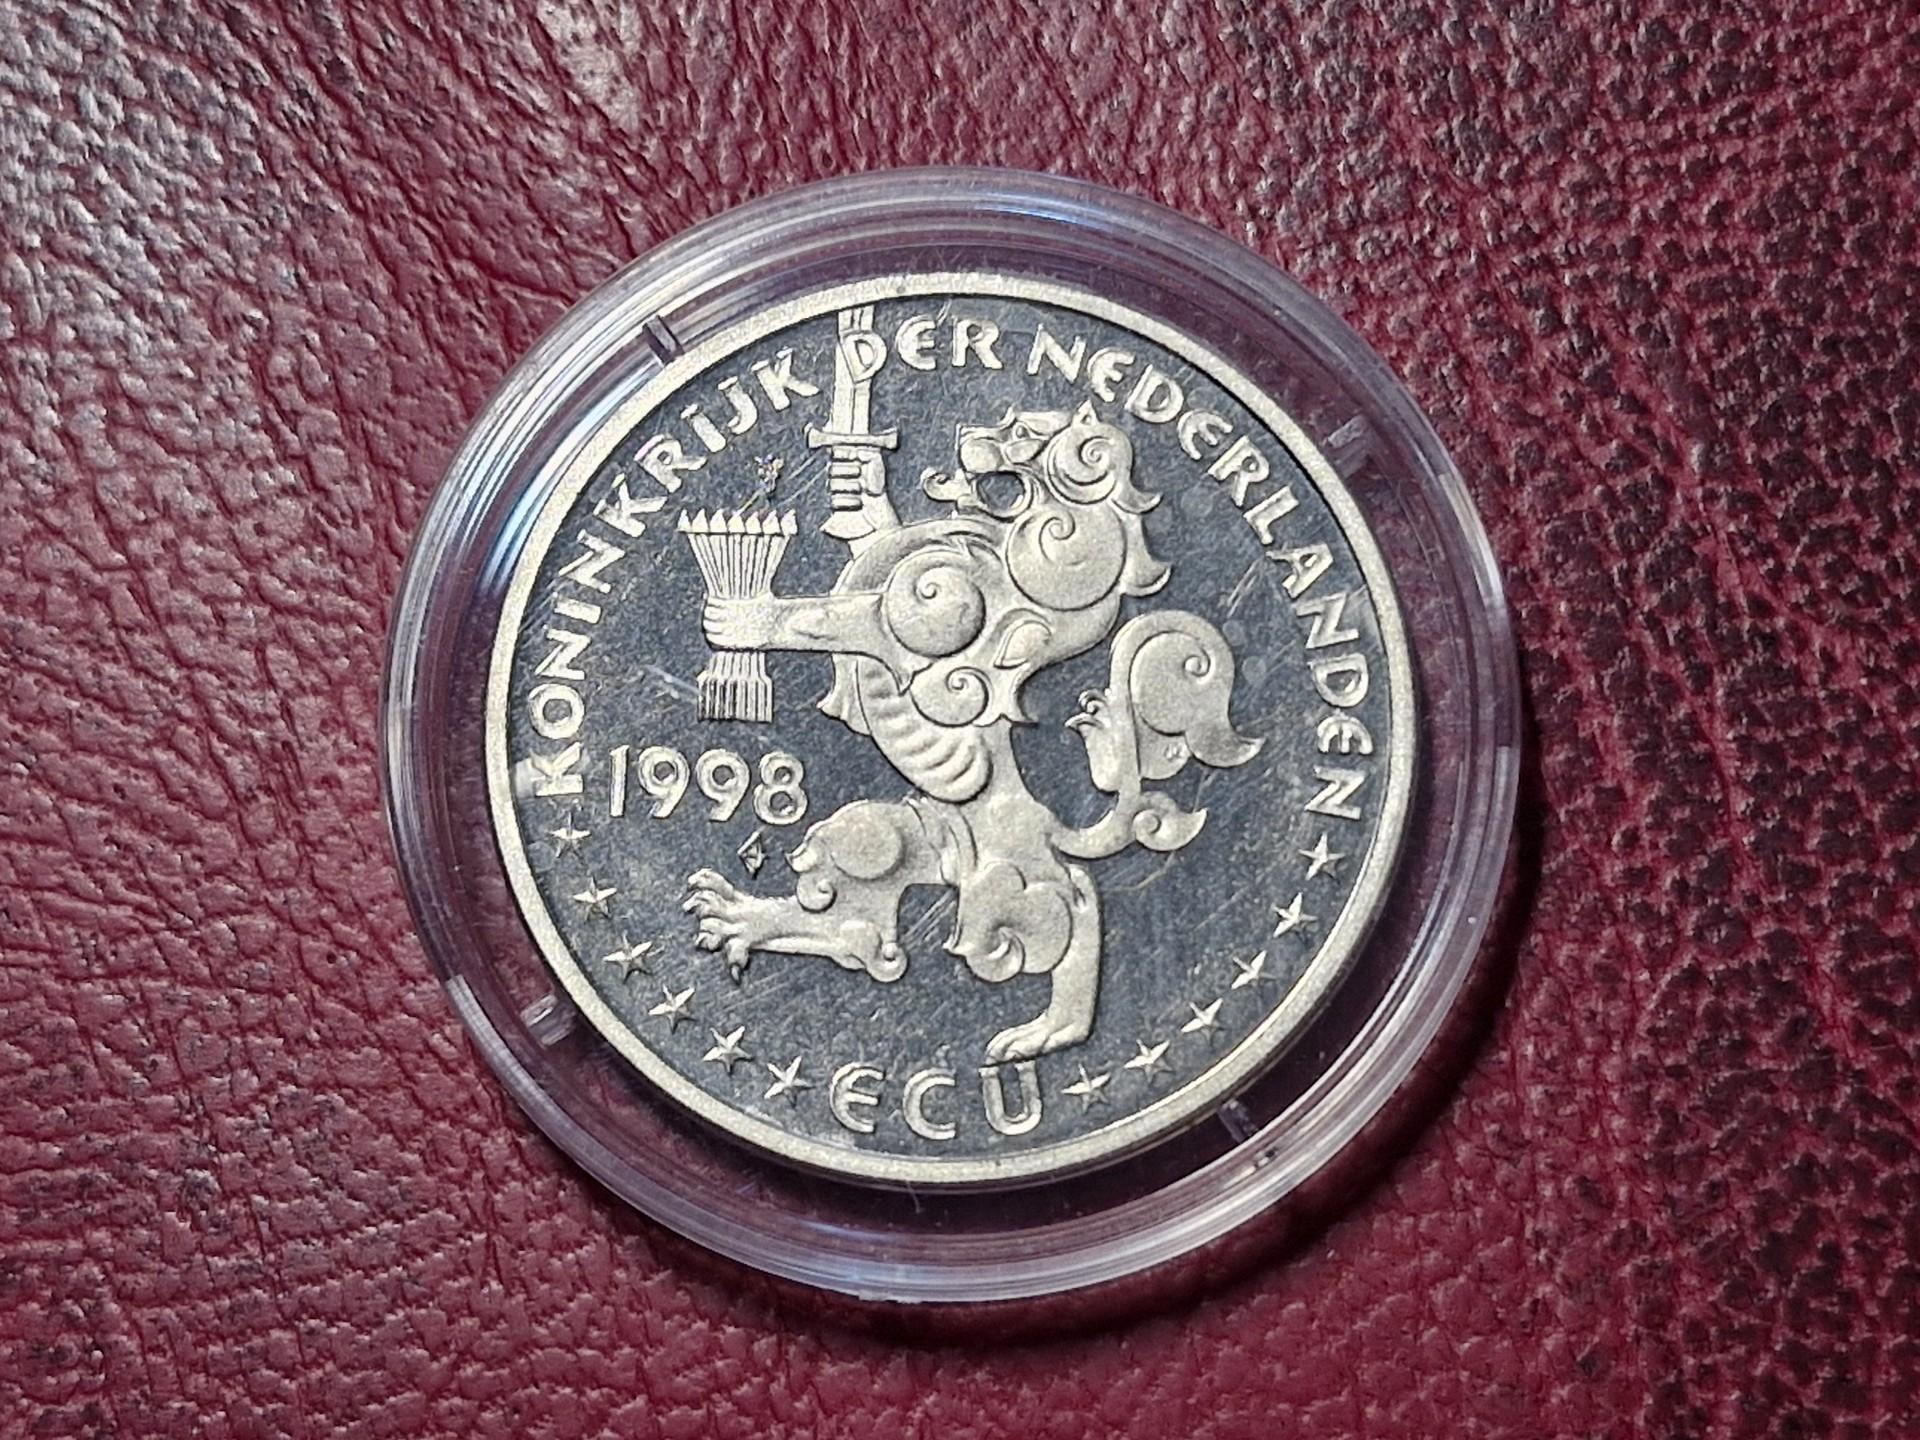 KONINKRIJK DER NEDERLANDEN
1998
ECU